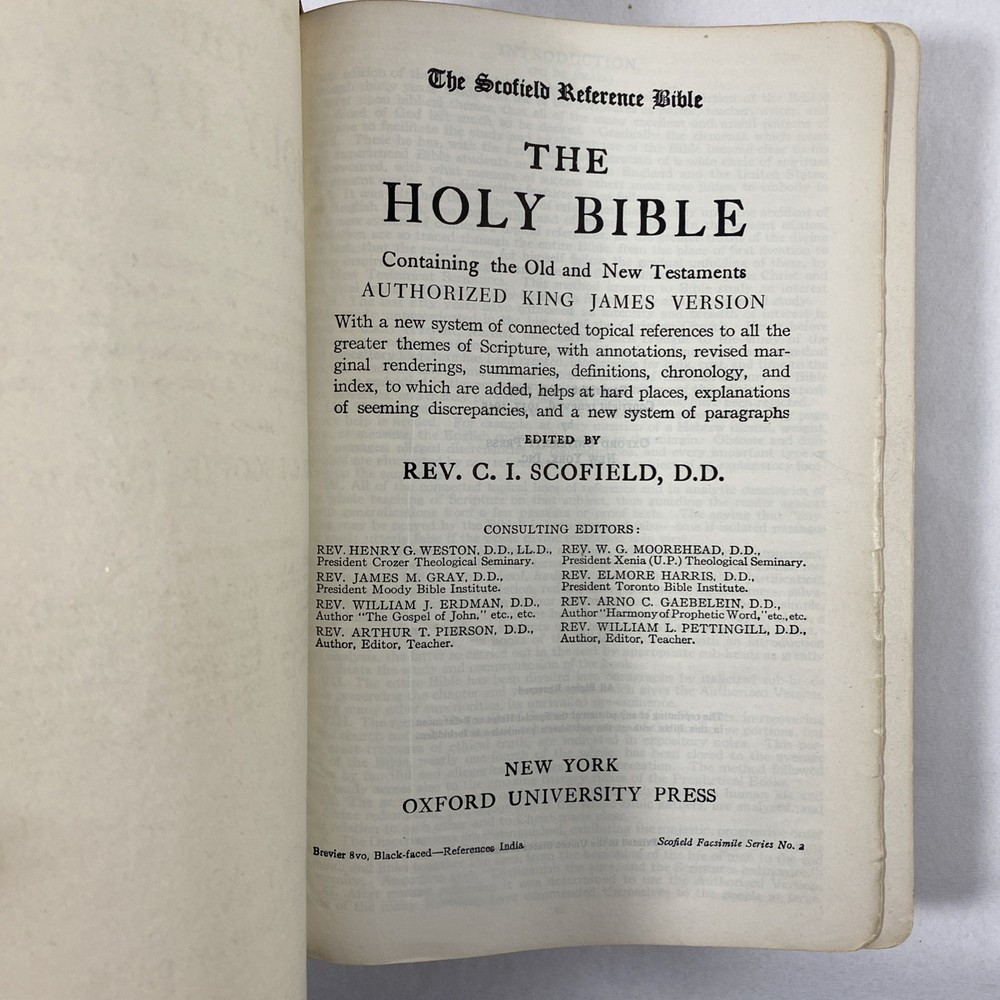 The Scofield Reference Bible
THE
HOLY BIBLE
Containing the Old and New Testaments
AUTHORIZED KING JAMES VERSION
With a new system of connected topical references to all the
greater themes of Scripture, with annotations, revised mar-
ginal renderings, summaries, definitions, chronology, and
index, to which are added, helps at hard places, explanations
of seeming discrepancies, and a new system of paragraphs
EDITED BY
REV. C. I. SCOFIELD, D.D.
CONSULTING EDITORS:
REV. HENRY G. WESTON, D.D., LL.D.,
President Crozer Theological Seminary.
REV. JAMES M. GRAY, D.D.,
President Moody Bible Institute.
REV. WILLIAM J. ERDMAN, D.D.,
Author "The Gospel of John," etc., etc.
REV. ARTHUR T. PIERSON, D.D.,
Author, Editor, Teacher.
REV. W. G. MOOREHEAD, D.D.,
President Xenia (U.P.) Theological Seminary.
REV. ELMORE HARRIS, D.D.,
President Toronto Bible Institute.
REV. ARNO C. GAEBELEIN, D.D.,
Author "Harmony of Prophetic Word," etc., etc.
REV. WILLIAM L. PETTINGILL, D.D.,
Author, Editor, Teacher.
NEW YORK
OXFORD UNIVERSITY PRESS
Brevier 8vo, Black-faced—References India
Scofield Facsimile Series No. 2